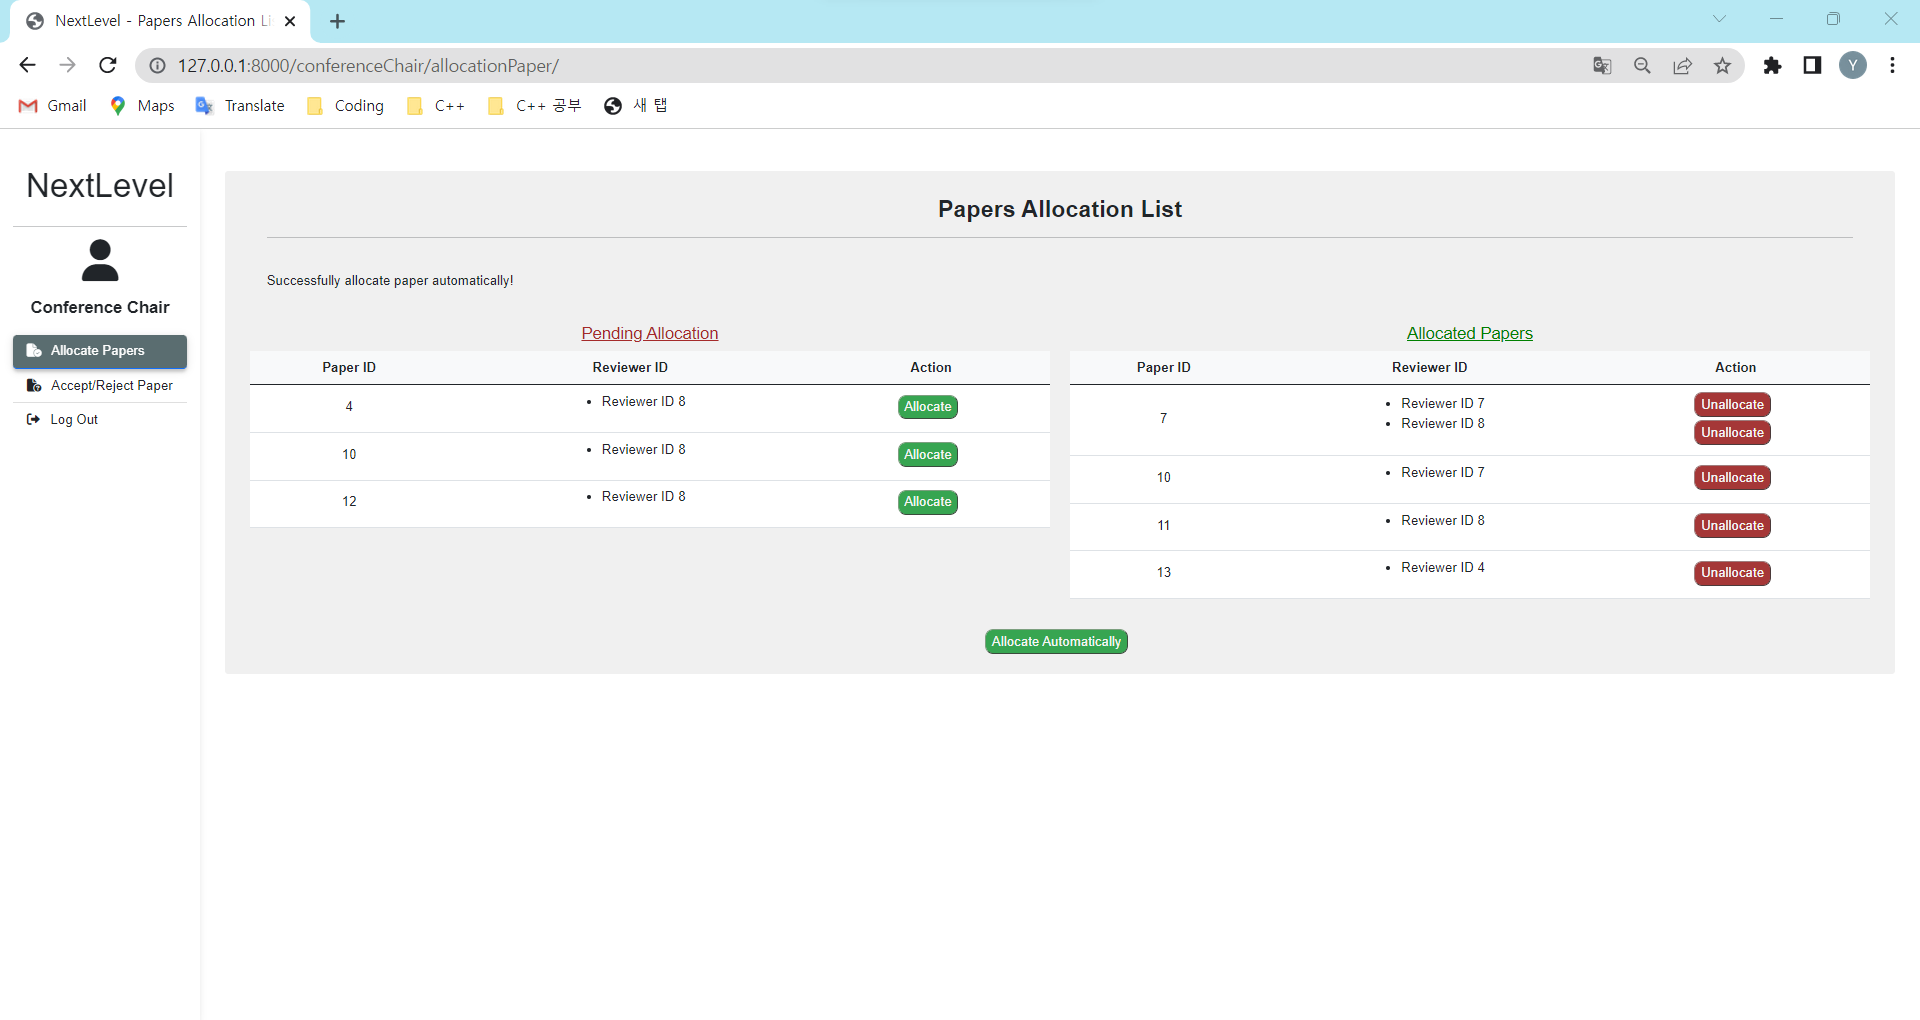 NextLevel - Papers Allocation Li
127.0.0.1:8000/conferenceChair/allocationPaper/
Y
Gmail
Maps
Translate
Coding
C++
C++ 공부
새 탭
NextLevel
Conference Chair
Allocate Papers
Accept/Reject Paper
Log Out
Papers Allocation List
Successfully allocate paper automatically!
Pending Allocation
Paper ID Reviewer ID Action
4 • Reviewer ID 8 Allocate
10 • Reviewer ID 8 Allocate
12 • Reviewer ID 8 Allocate
Allocated Papers
Paper ID Reviewer ID Action
7 • Reviewer ID 7 Unallocate
• Reviewer ID 8 Unallocate
10 • Reviewer ID 7 Unallocate
11 • Reviewer ID 8 Unallocate
13 • Reviewer ID 4 Unallocate
Allocate Automatically